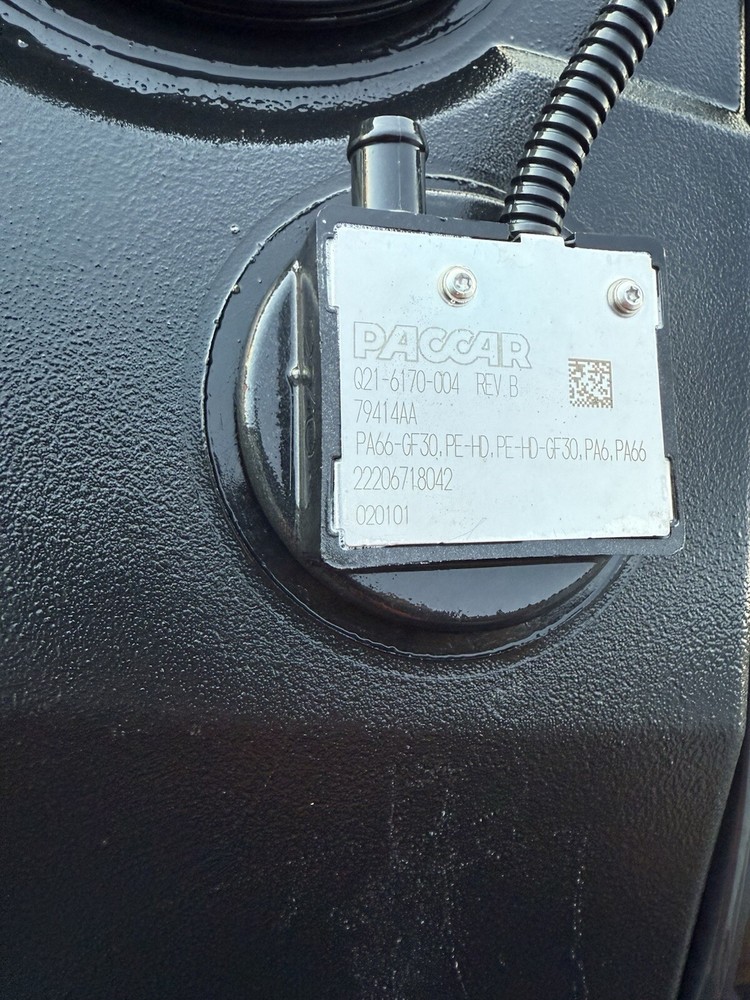 PACCAR
Q21-6170-004 REV.B
79414AA
PA66-GF30,PE-HD,PE-HD-GF30,PA6,PA66
22206718042
020101